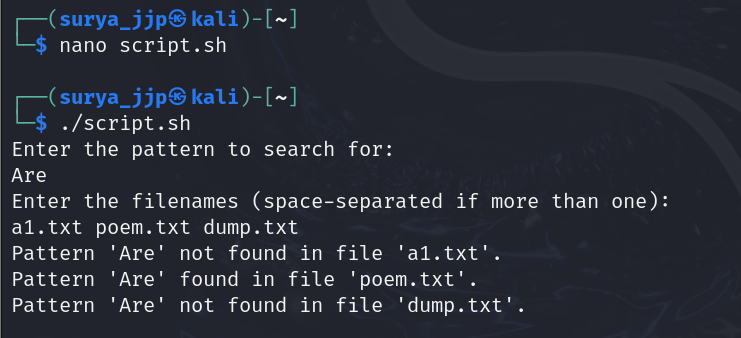 ┌──(surya_jjp㉿kali)-[~]
└─$ nano script.sh
┌──(surya_jjp㉿kali)-[~]
└─$ ./script.sh
Enter the pattern to search for:
Are
Enter the filenames (space-separated if more than one):
a1.txt poem.txt dump.txt
Pattern 'Are' not found in file 'a1.txt'.
Pattern 'Are' found in file 'poem.txt'.
Pattern 'Are' not found in file 'dump.txt'.